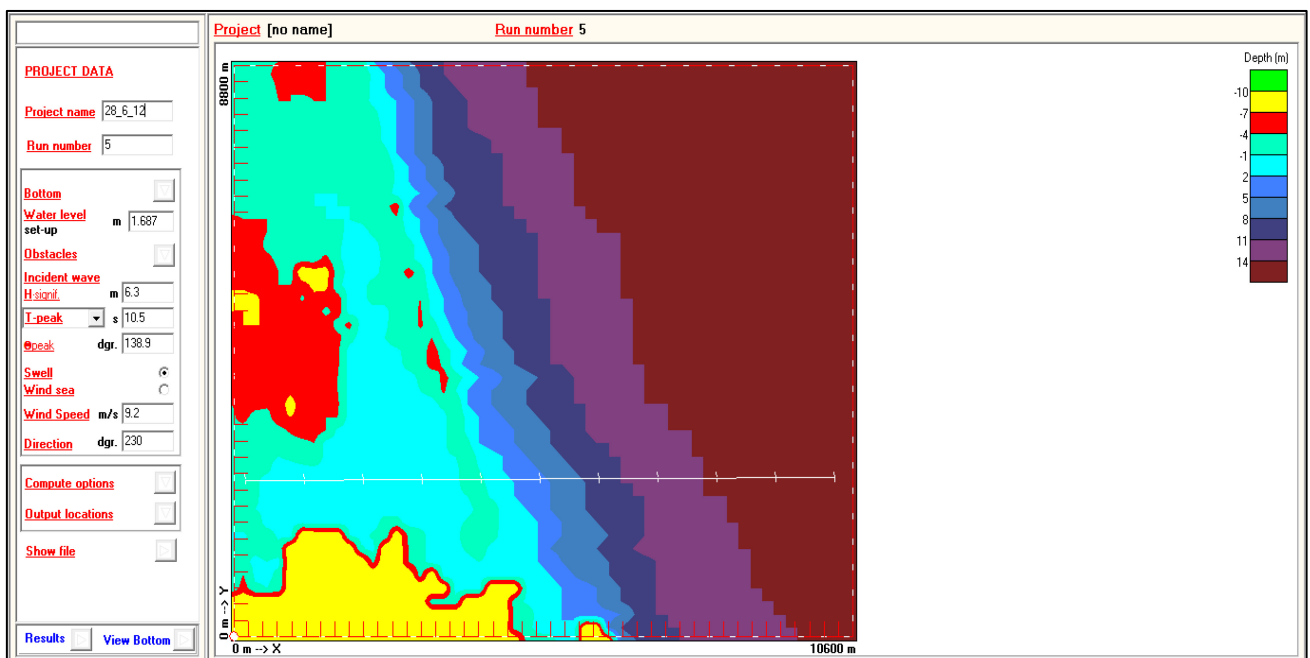 Project [no name] Run number 5
PROJECT DATA
Project name 28_6_12
Run number 5
Bottom
Water level
set-up m 1.687
Obstacles
Incident wave
H-signif. m 6.3
T-peak s 10.5
Θpeak dgr. 138.9
Swell
Wind sea
Wind Speed m/s 9.2
Direction dgr. 230
Compute options
Output locations
Show file
Results View Bottom
8800 m
0 m --> Y
0 m --> X
10600 m
Depth (m)
-10
-7
-4
-1
2
5
8
11
14